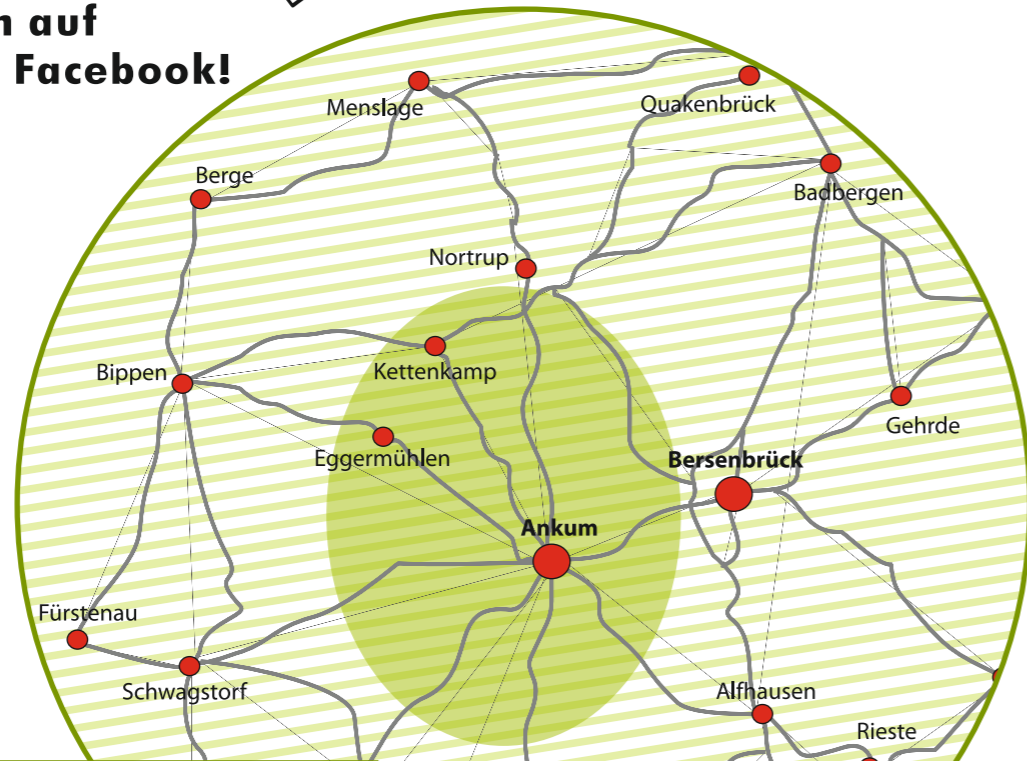 auf
Facebook!
Menslage
Quakenbrück
Berge
Badbergen
Nortrup
Bippen
Kettenkamp
Gehrde
Eggermühlen
Bersenbrück
Ankum
Fürstenau
Schwagstorf
Alfhausen
Rieste